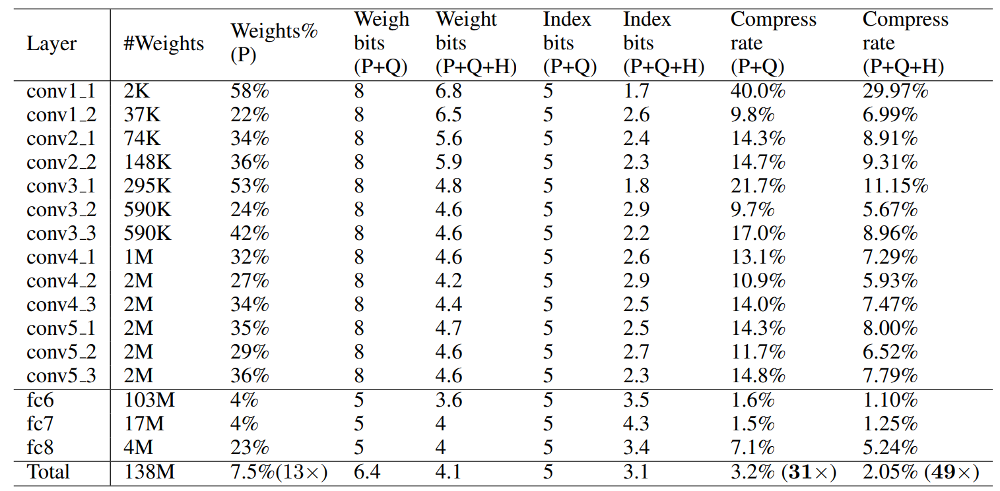 Layer #Weights Weights% (P) Weigh bits (P+Q) Weight bits (P+Q+H) Index bits (P+Q) Index bits (P+Q+H) Compress rate (P+Q) Compress rate (P+Q+H)
conv1_1 2K 58% 8 6.8 5 1.7 40.0% 29.97%
conv1_2 37K 22% 8 6.5 5 2.6 9.8% 6.99%
conv2_1 74K 34% 8 5.6 5 2.4 14.3% 8.91%
conv2_2 148K 36% 8 5.9 5 2.3 14.7% 9.31%
conv3_1 295K 53% 8 4.8 5 1.8 21.7% 11.15%
conv3_2 590K 24% 8 4.6 5 2.9 9.7% 5.67%
conv3_3 590K 42% 8 4.6 5 2.2 17.0% 8.96%
conv4_1 1M 32% 8 4.6 5 2.6 13.1% 7.29%
conv4_2 2M 27% 8 4.2 5 2.9 10.9% 5.93%
conv4_3 2M 34% 8 4.4 5 2.5 14.0% 7.47%
conv5_1 2M 35% 8 4.7 5 2.5 14.3% 8.00%
conv5_2 2M 29% 8 4.6 5 2.7 11.7% 6.52%
conv5_3 2M 36% 8 4.6 5 2.3 14.8% 7.79%
fc6 103M 4% 5 3.6 5 3.5 1.6% 1.10%
fc7 17M 4% 5 4 5 4.3 1.5% 1.25%
fc8 4M 23% 5 4 5 3.4 7.1% 5.24%
Total 138M 7.5%(13×) 6.4 4.1 5 3.1 3.2% (31×) 2.05% (49×)